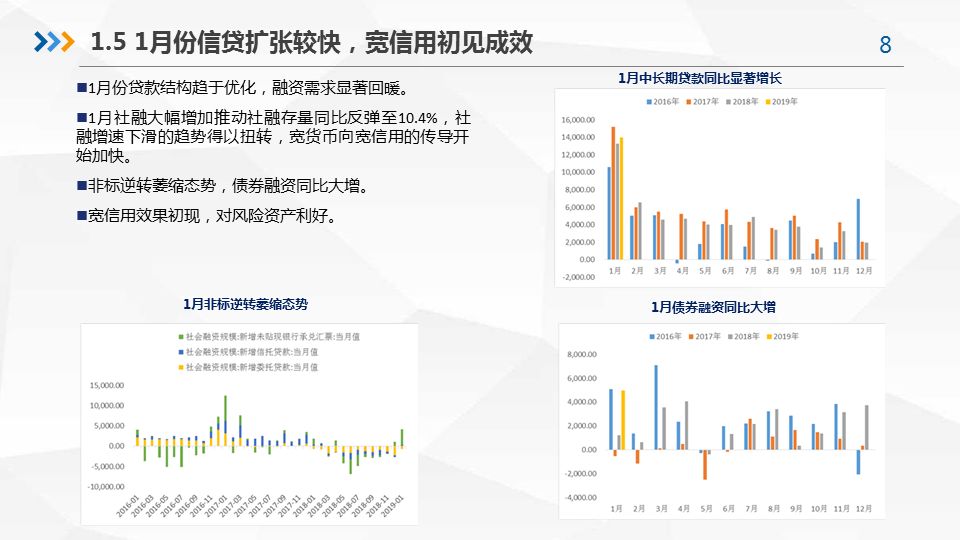 1.5 1月份信贷扩张较快，宽信用初见成效
8
■1月份贷款结构趋于优化，融资需求显著回暖。
■1月社融大幅增加推动社融存量同比反弹至10.4%，社
融增速下滑的趋势得以扭转，宽货币向宽信用的传导开
始加快。
■非标逆转萎缩态势，债券融资同比大增。
■宽信用效果初现，对风险资产利好。
1月中长期贷款同比显著增长
2016年 2017年 2018年 2019年
16,000.00
14,000.00
12,000.00
10,000.00
8,000.00
6,000.00
4,000.00
2,000.00
0.00
-2,000.00
1月 2月 3月 4月 5月 6月 7月 8月 9月 10月 11月 12月
1月非标逆转萎缩态势
社会融资规模:新增未贴现银行承兑汇票:当月值
社会融资规模:新增信托贷款:当月值
社会融资规模:新增委托贷款:当月值
15,000.00
10,000.00
5,000.00
0.00
-5,000.00
-10,000.00
2016-01 2016-03 2016-05 2016-07 2016-09 2016-11 2017-01 2017-03 2017-05 2017-07 2017-09 2017-11 2018-01 2018-03 2018-05 2018-07 2018-09 2018-11 2019-01
1月债券融资同比大增
2016年 2017年 2018年 2019年
8,000.00
6,000.00
4,000.00
2,000.00
0.00
-2,000.00
-4,000.00
1月 2月 3月 4月 5月 6月 7月 8月 9月 10月 11月 12月